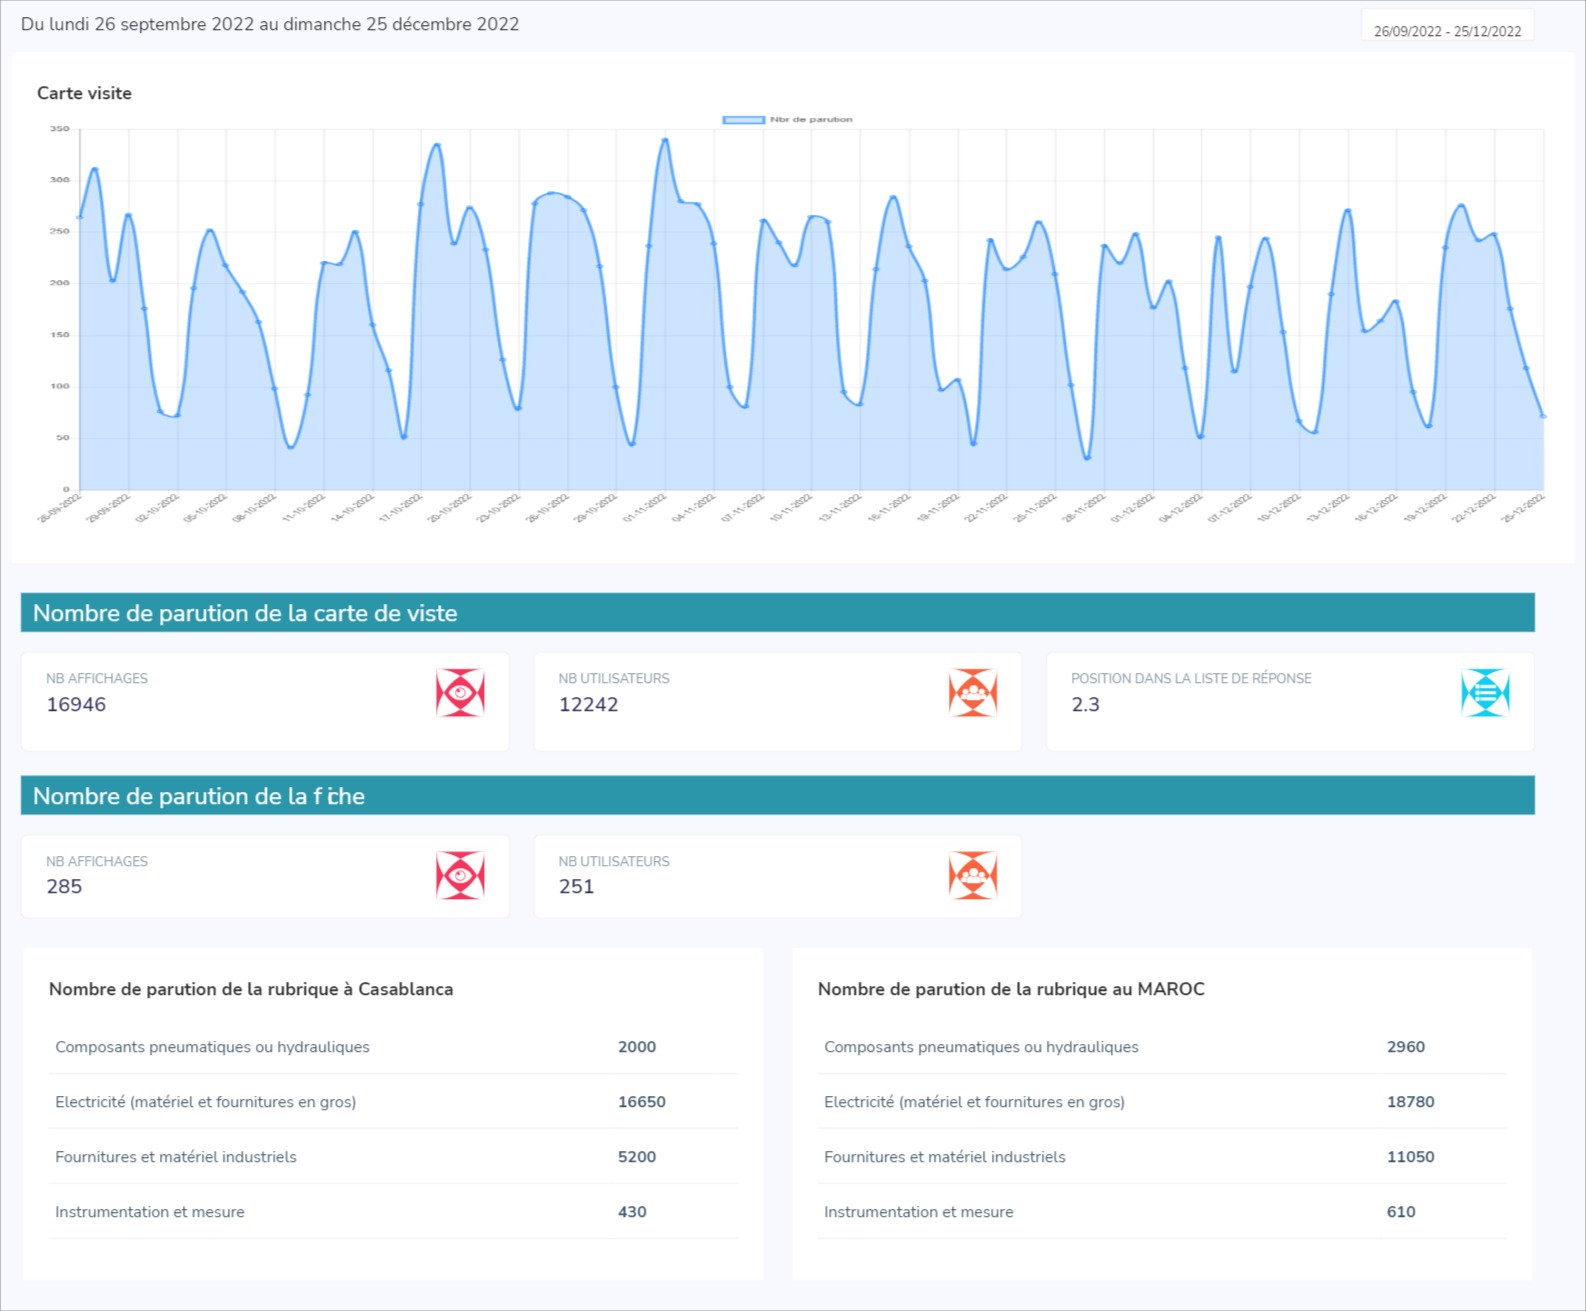 Du lundi 26 septembre 2022 au dimanche 25 décembre 2022
26/09/2022 - 25/12/2022
Carte visite
Nbr de parution
350
300
250
200
150
100
50
0
26-09-2022 29-09-2022 02-10-2022 05-10-2022 08-10-2022 11-10-2022 14-10-2022 17-10-2022 20-10-2022 23-10-2022 26-10-2022 29-10-2022 01-11-2022 04-11-2022 07-11-2022 10-11-2022 13-11-2022 16-11-2022 19-11-2022 22-11-2022 25-11-2022 28-11-2022 01-12-2022 04-12-2022 07-12-2022 10-12-2022 13-12-2022 16-12-2022 19-12-2022 22-12-2022 25-12-2022
Nombre de parution de la carte de viste
NB AFFICHAGES
16946
NB UTILISATEURS
12242
POSITION DANS LA LISTE DE RÉPONSE
2.3
Nombre de parution de la fiche
NB AFFICHAGES
285
NB UTILISATEURS
251
Nombre de parution de la rubrique à Casablanca
Composants pneumatiques ou hydrauliques 2000
Electricité (matériel et fournitures en gros) 16650
Fournitures et matériel industriels 5200
Instrumentation et mesure 430
Nombre de parution de la rubrique au MAROC
Composants pneumatiques ou hydrauliques 2960
Electricité (matériel et fournitures en gros) 18780
Fournitures et matériel industriels 11050
Instrumentation et mesure 610